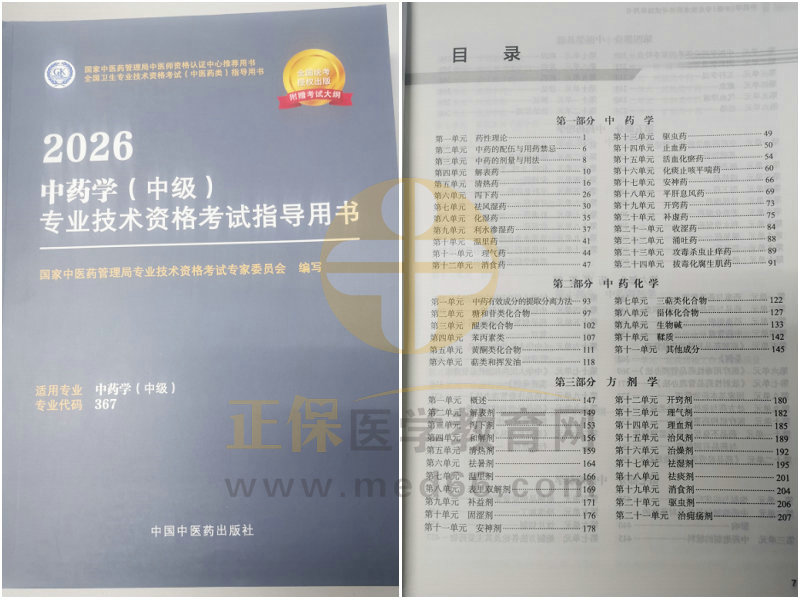 国家中医药管理局中医师资格认证中心推荐用书
全国卫生专业技术资格考试（中医药类）指导用书
全国统考
授权出版
附赠考试大纲
2026
中药学（中级）
专业技术资格考试指导用书
国家中医药管理局专业技术资格考试专家委员会 编写
适用专业 中药学（中级）
专业代码 367
中国中医药出版社
目 录
第一部分 中 药 学
第一单元 药性理论 1
第二单元 中药的配伍与用药禁忌 6
第三单元 中药的剂量与用法 8
第四单元 解表药 10
第五单元 清热药 16
第六单元 泻下药 26
第七单元 祛风湿药 30
第八单元 化湿药 35
第九单元 利水渗湿药 37
第十单元 温里药 41
第十一单元 理气药 44
第十二单元 消食药 47
第十三单元 驱虫药 49
第十四单元 止血药 50
第十五单元 活血化瘀药 54
第十六单元 化痰止咳平喘药 60
第十七单元 安神药 66
第十八单元 平肝息风药 69
第十九单元 开窍药 73
第二十单元 补虚药 75
第二十一单元 收涩药 84
第二十二单元 涌吐药 88
第二十三单元 攻毒杀虫止痒药 89
第二十四单元 拔毒化腐生肌药 91
第二部分 中 药 化 学
第一单元 中药有效成分的提取分离方法 93
第二单元 糖和苷类化合物 97
第三单元 醌类化合物 102
第四单元 苯丙素类 107
第五单元 黄酮类化合物 111
第六单元 萜类和挥发油 118
第七单元 三萜类化合物 122
第八单元 甾体化合物 127
第九单元 生物碱 133
第十单元 鞣质 142
第十一单元 其他成分 145
第三部分 方 剂 学
第一单元 概述 147
第二单元 解表剂 149
第三单元 泻下剂 153
第四单元 和解剂 156
第五单元 清热剂 159
第六单元 祛暑剂 164
第七单元 温里剂 166
第八单元 表里双解剂 169
第九单元 补益剂 171
第十单元 固涩剂 176
第十一单元 安神剂 178
第十二单元 开窍剂 180
第十三单元 理气剂 182
第十四单元 理血剂 185
第十五单元 治风剂 189
第十六单元 治燥剂 192
第十七单元 祛湿剂 195
第十八单元 祛痰剂 201
第十九单元 消食剂 204
第二十单元 驱虫剂 206
第二十一单元 治痈疡剂 207
7
正保医学教育网
www.med66.com